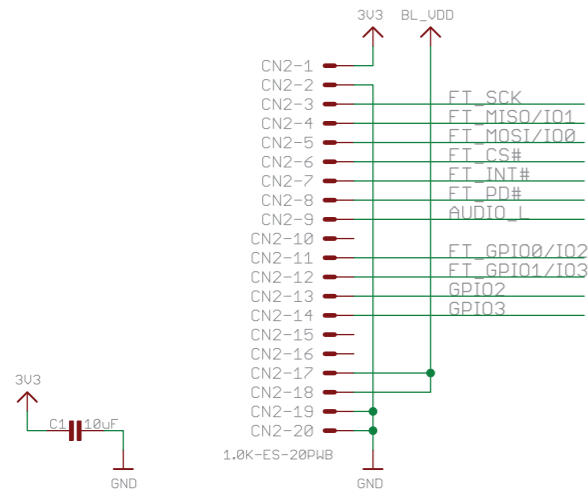 3V3 BL_VDD
CN2-1
CN2-2
CN2-3 FT_SCK
CN2-4 FT_MISO/IO1
CN2-5 FT_MOSI/IO0
CN2-6 FT_CS#
CN2-7 FT_INT#
CN2-8 FT_PD#
CN2-9 AUDIO_L
CN2-10
CN2-11 FT_GPIO0/IO2
CN2-12 FT_GPIO1/IO3
CN2-13 GPIO2
CN2-14 GPIO3
CN2-15
CN2-16
CN2-17
CN2-18
CN2-19
CN2-20
1.0K-ES-20PWB
GND
3V3
C1 10uF
GND